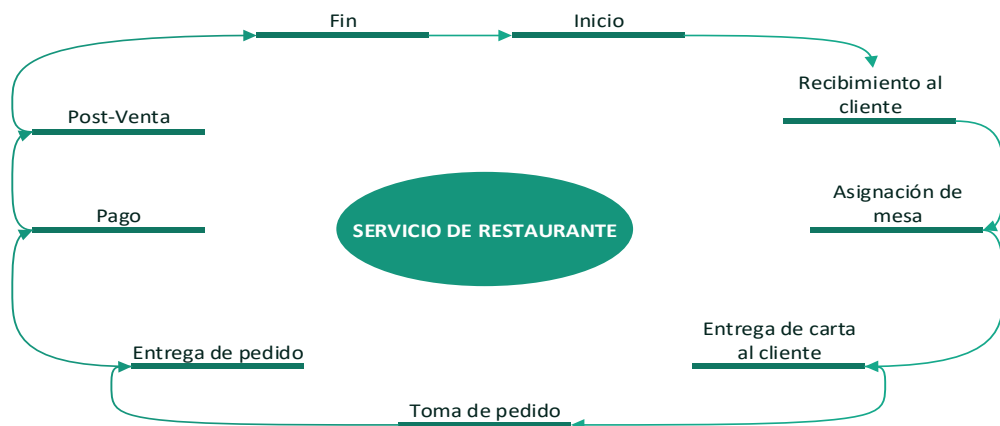 Fin
Inicio
Recibimiento al
cliente
Post-Venta
Asignación de
mesa
Pago
SERVICIO DE RESTAURANTE
Entrega de carta
al cliente
Entrega de pedido
Toma de pedido